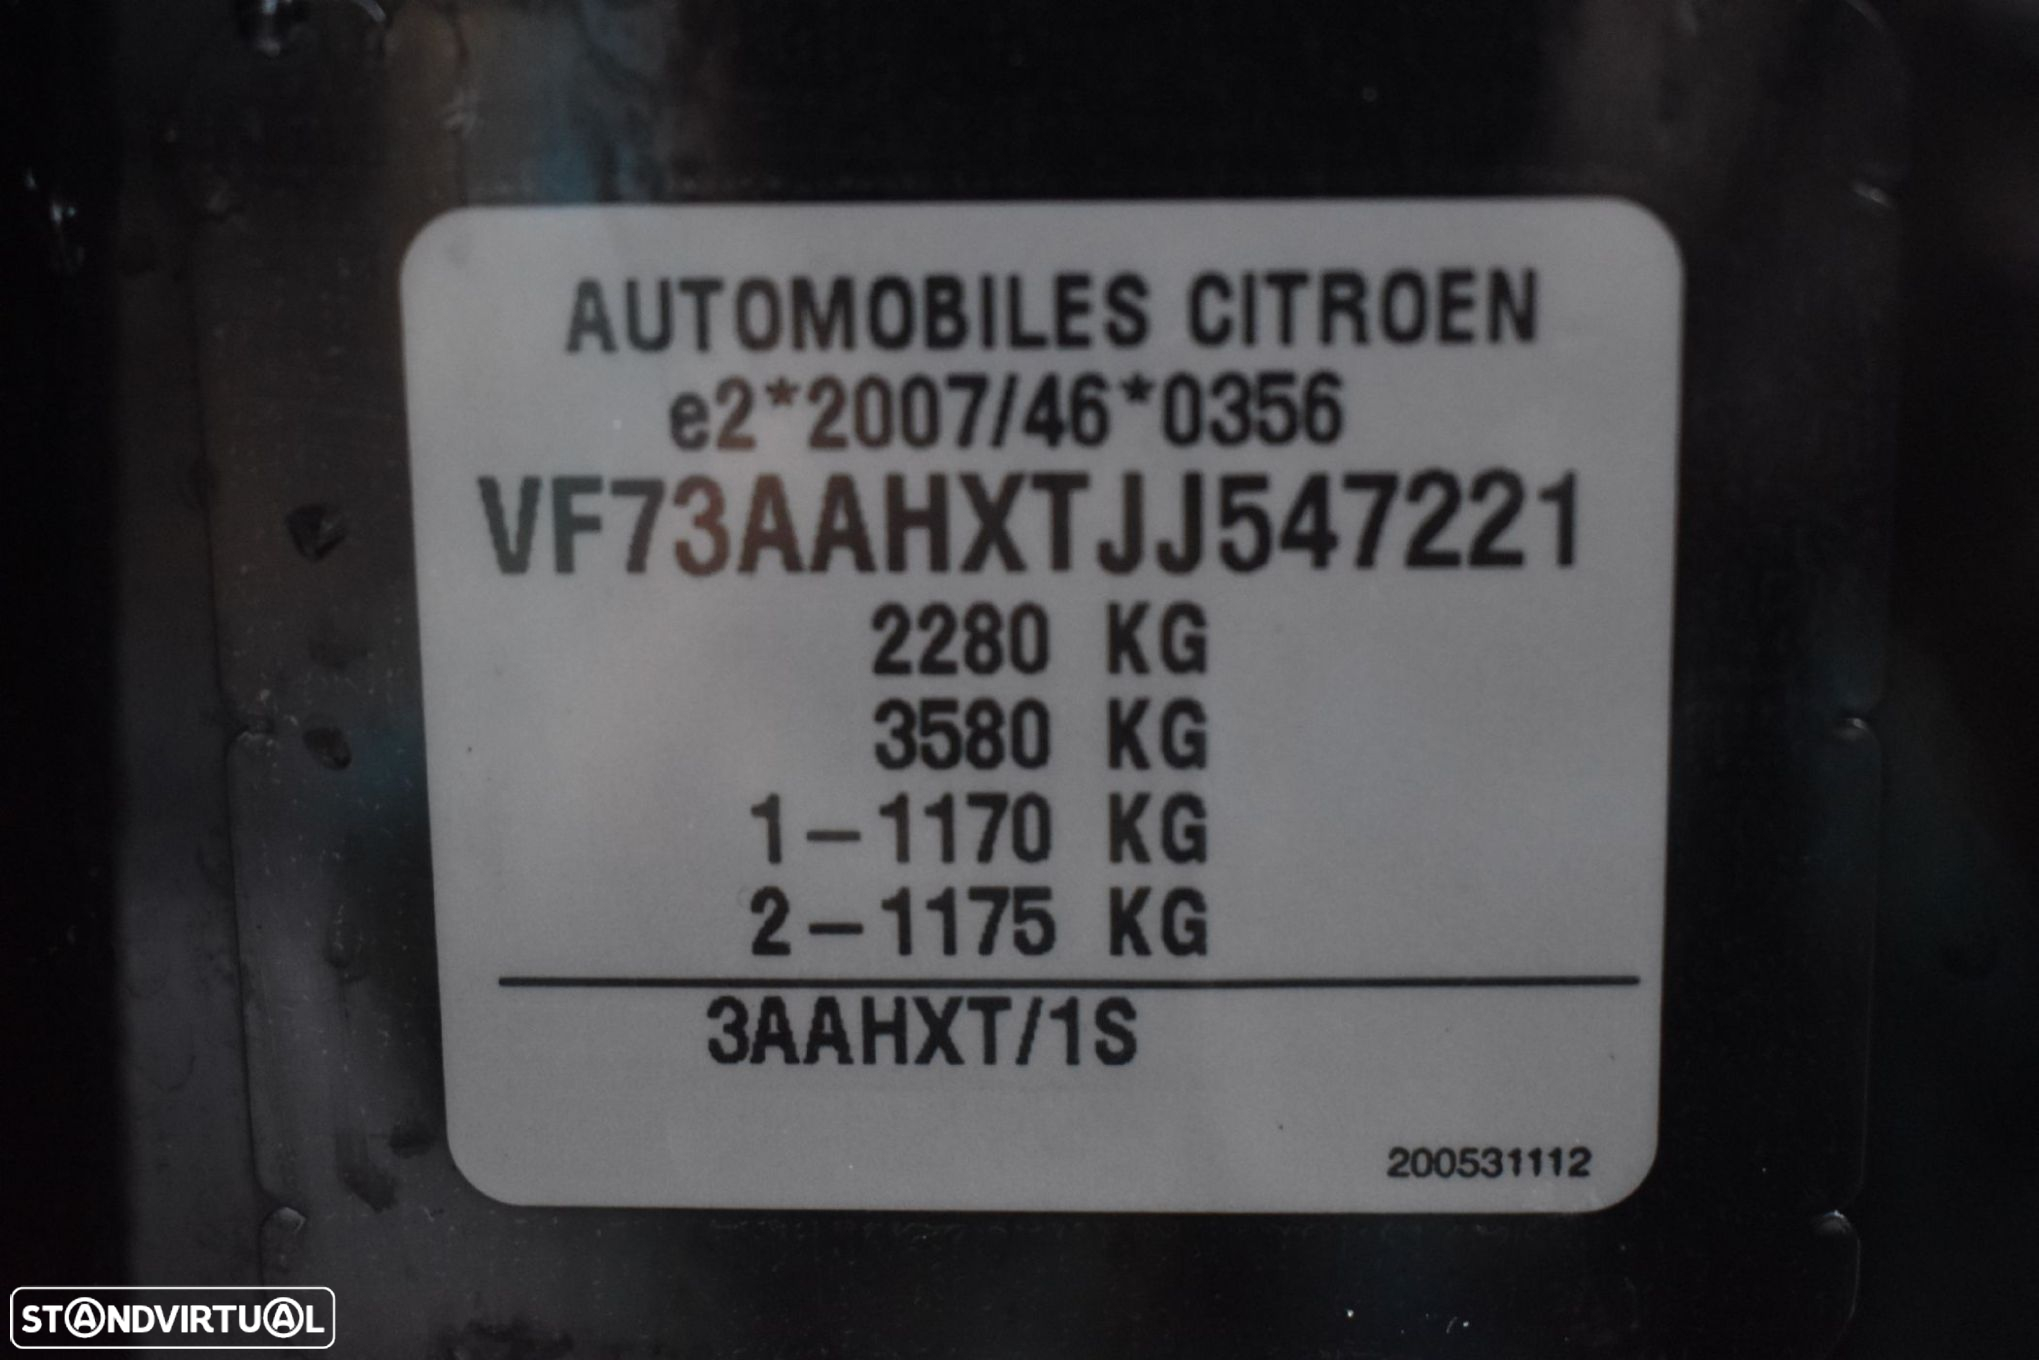 AUTOMOBILES CITROEN
e2*2007/46*0356
VF73AAHXTJJ547221
2280 KG
3580 KG
1-1170 KG
2-1175 KG
3AAHXT/1S
200531112
STANDVIRTUAL